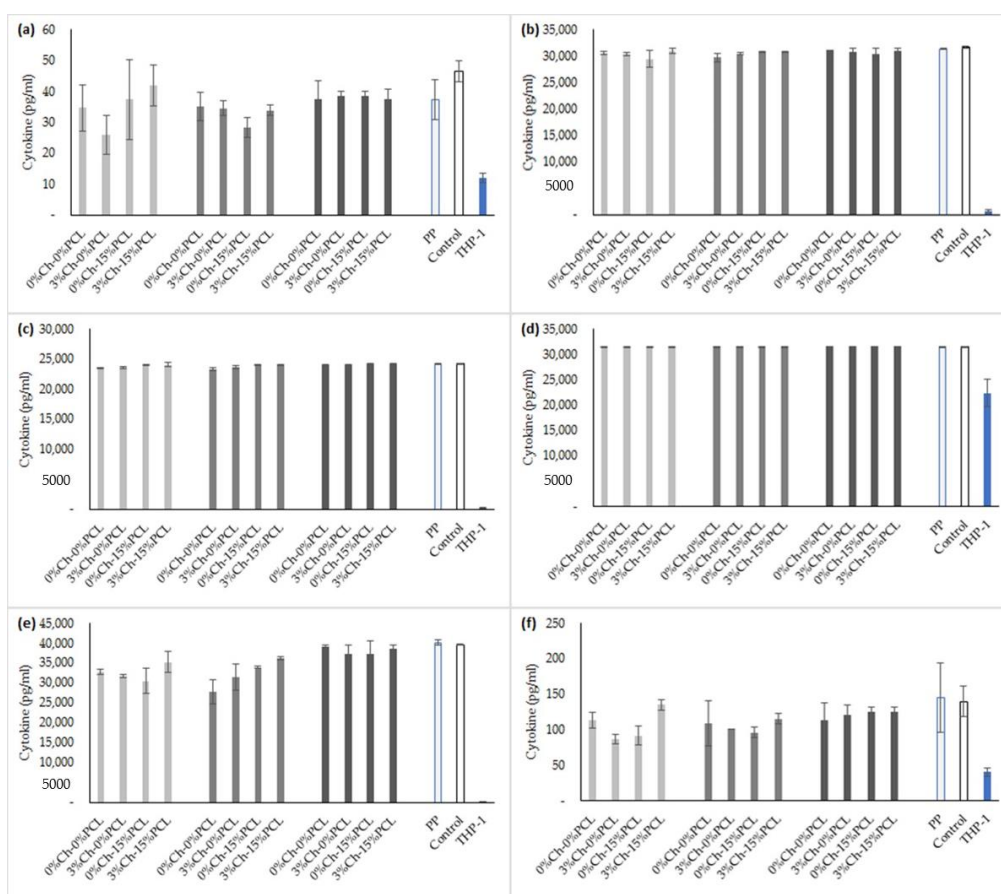 (a)
60
50
40
30
20
10
-
Cytokine (pg/ml)
0%Ch-0%PCL
3%Ch-0%PCL
0%Ch-15%PCL
3%Ch-15%PCL
0%Ch-0%PCL
3%Ch-0%PCL
0%Ch-15%PCL
3%Ch-15%PCL
0%Ch-0%PCL
3%Ch-0%PCL
0%Ch-15%PCL
3%Ch-15%PCL
PP
Control
THP-1
(b)
35,000
30,000
25,000
20,000
15,000
10,000
5000
-
Cytokine (pg/ml)
0%Ch-0%PCL
3%Ch-0%PCL
0%Ch-15%PCL
3%Ch-15%PCL
0%Ch-0%PCL
3%Ch-0%PCL
0%Ch-15%PCL
3%Ch-15%PCL
0%Ch-0%PCL
3%Ch-0%PCL
0%Ch-15%PCL
3%Ch-15%PCL
PP
Control
THP-1
(c)
30,000
25,000
20,000
15,000
10,000
5000
-
Cytokine (pg/ml)
0%Ch-0%PCL
3%Ch-0%PCL
0%Ch-15%PCL
3%Ch-15%PCL
0%Ch-0%PCL
3%Ch-0%PCL
0%Ch-15%PCL
3%Ch-15%PCL
0%Ch-0%PCL
3%Ch-0%PCL
0%Ch-15%PCL
3%Ch-15%PCL
PP
Control
THP-1
(d)
35,000
30,000
25,000
20,000
15,000
10,000
5000
-
Cytokine (pg/ml)
0%Ch-0%PCL
3%Ch-0%PCL
0%Ch-15%PCL
3%Ch-15%PCL
0%Ch-0%PCL
3%Ch-0%PCL
0%Ch-15%PCL
3%Ch-15%PCL
0%Ch-0%PCL
3%Ch-0%PCL
0%Ch-15%PCL
3%Ch-15%PCL
PP
Control
THP-1
(e)
45,000
40,000
35,000
30,000
25,000
20,000
15,000
10,000
5000
-
Cytokine (pg/ml)
0%Ch-0%PCL
3%Ch-0%PCL
0%Ch-15%PCL
3%Ch-15%PCL
0%Ch-0%PCL
3%Ch-0%PCL
0%Ch-15%PCL
3%Ch-15%PCL
0%Ch-0%PCL
3%Ch-0%PCL
0%Ch-15%PCL
3%Ch-15%PCL
PP
Control
THP-1
(f)
250
200
150
100
50
-
Cytokine (pg/ml)
0%Ch-0%PCL
3%Ch-0%PCL
0%Ch-15%PCL
3%Ch-15%PCL
0%Ch-0%PCL
3%Ch-0%PCL
0%Ch-15%PCL
3%Ch-15%PCL
0%Ch-0%PCL
3%Ch-0%PCL
0%Ch-15%PCL
3%Ch-15%PCL
PP
Control
THP-1